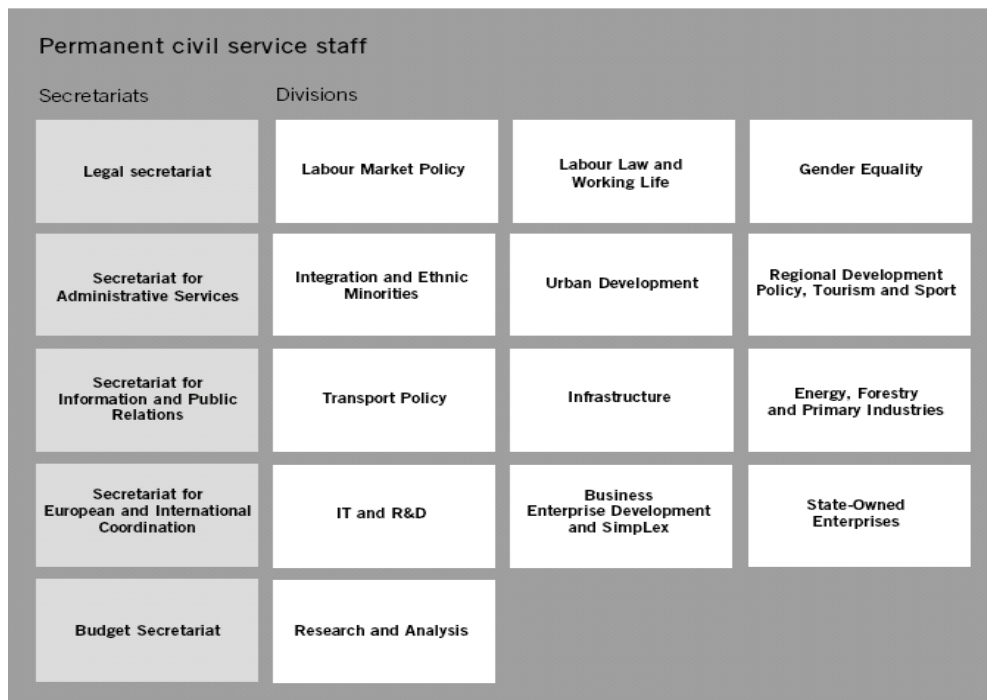 Permanent civil service staff
Secretariats
Divisions
Legal secretariat
Labour Market Policy
Labour Law and
Working Life
Gender Equality
Secretariat for
Administrative Services
Integration and Ethnic
Minorities
Urban Development
Regional Development
Policy, Tourism and Sport
Secretariat for
Information and Public
Relations
Transport Policy
Infrastructure
Energy, Forestry
and Primary Industries
Secretariat for
European and International
Coordination
IT and R&D
Business
Enterprise Development
and SimpLex
State-Owned
Enterprises
Budget Secretariat
Research and Analysis